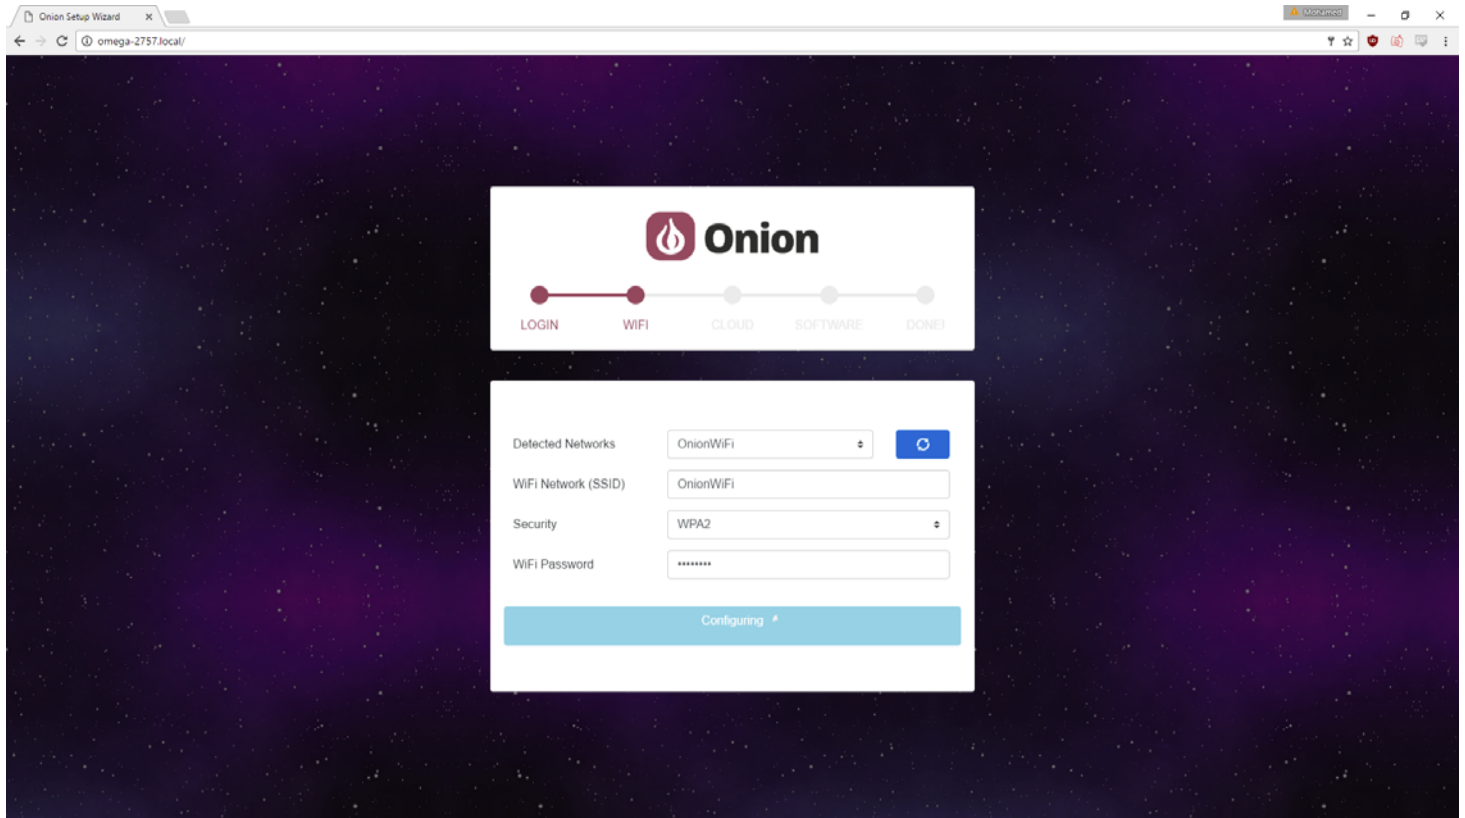 Onion Setup Wizard
Mohamed
omega-2757.local/
Onion
LOGIN WIFI CLOUD SOFTWARE DONE!
Detected Networks OnionWiFi
WiFi Network (SSID) OnionWiFi
Security WPA2
WiFi Password ••••••••
Configuring